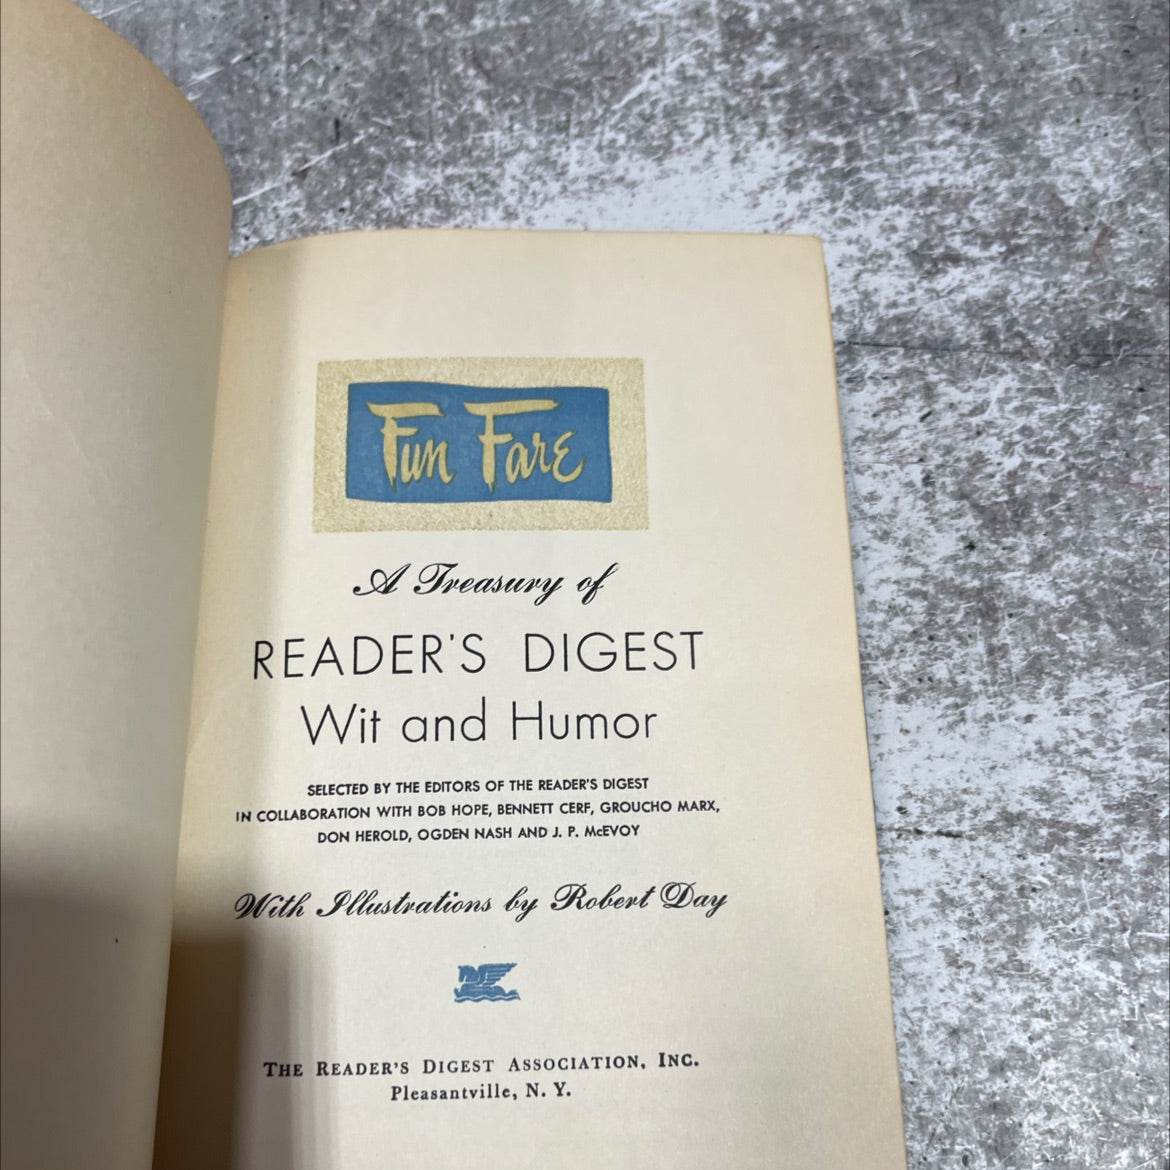 Fun Fare
A Treasury of
READER'S DIGEST
Wit and Humor
SELECTED BY THE EDITORS OF THE READER'S DIGEST
IN COLLABORATION WITH BOB HOPE, BENNETT CERF, GROUCHO MARX,
DON HEROLD, OGDEN NASH AND J. P. McEVOY
With Illustrations by Robert Day
THE READER'S DIGEST ASSOCIATION, INC.
Pleasantville, N. Y.